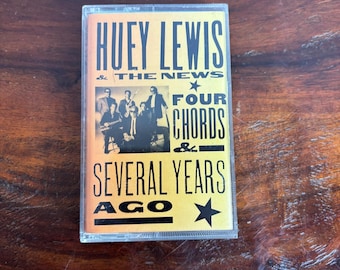 HUEY LEWIS
& THE NEWS
FOUR
CHORDS
&
SEVERAL YEARS
AGO